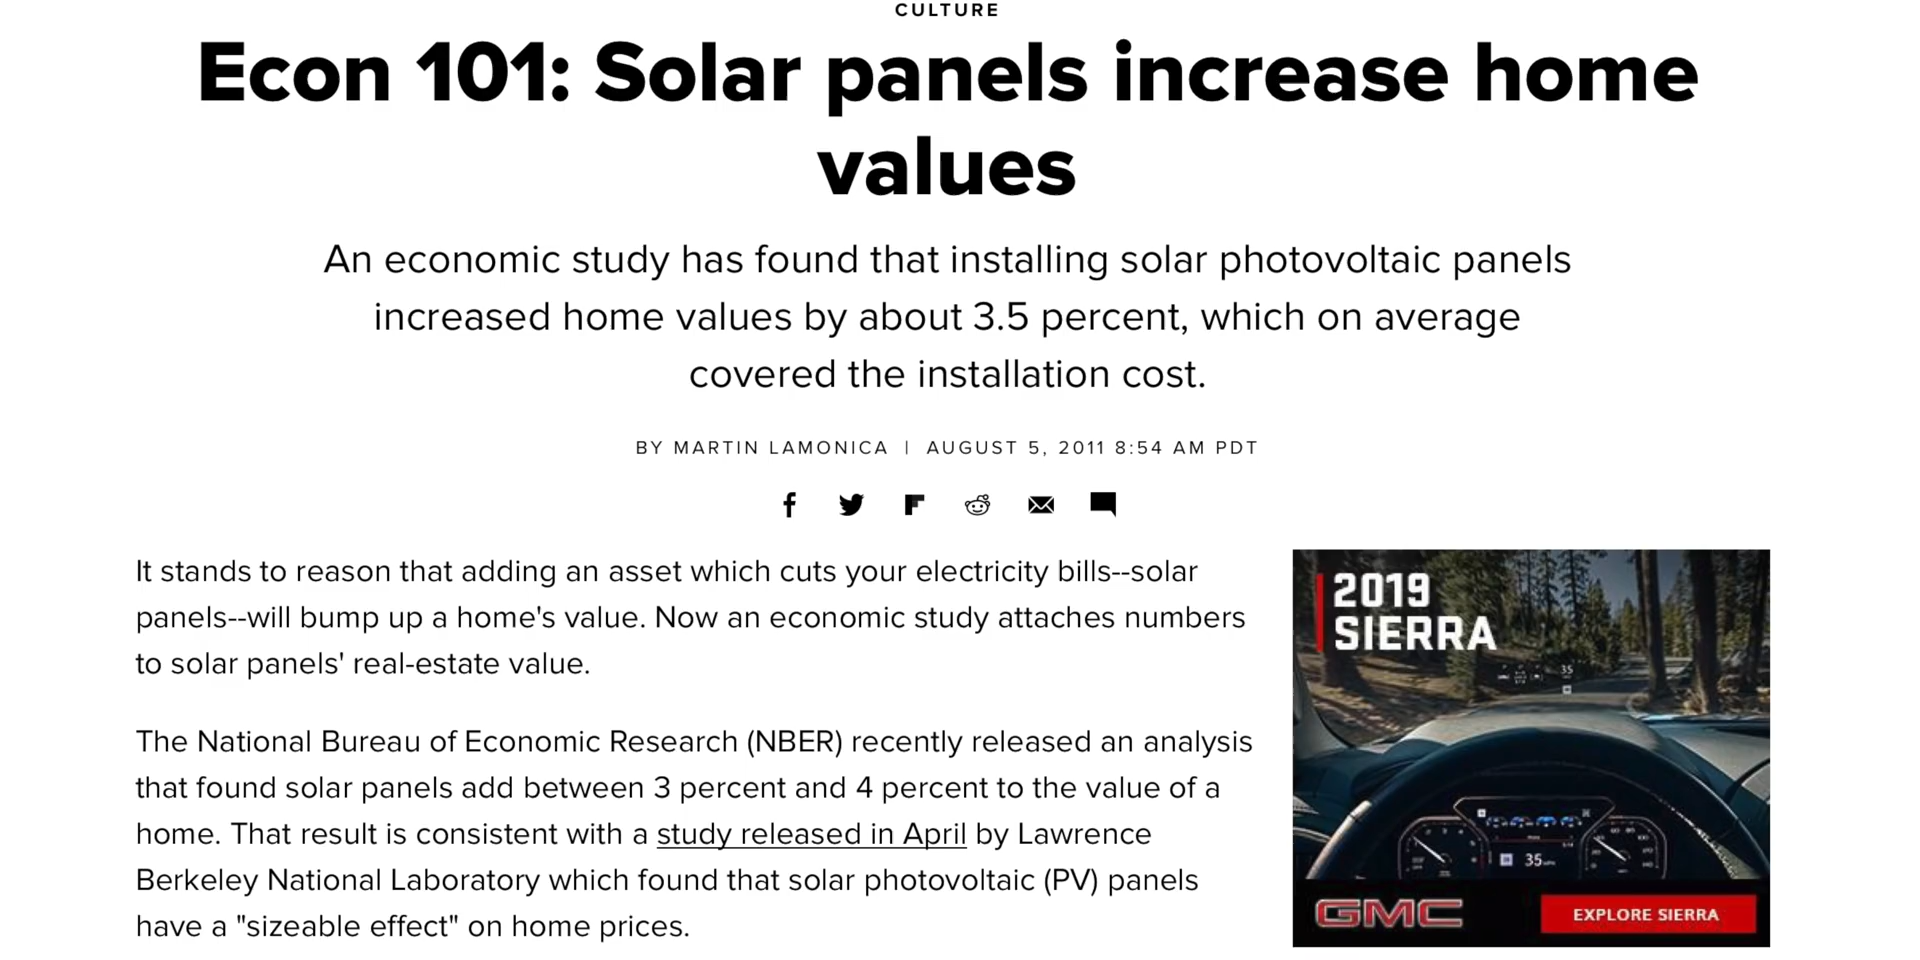 CULTURE
Econ 101: Solar panels increase home
values
An economic study has found that installing solar photovoltaic panels
increased home values by about 3.5 percent, which on average
covered the installation cost.
BY MARTIN LAMONICA | AUGUST 5, 2011 8:54 AM PDT
It stands to reason that adding an asset which cuts your electricity bills--solar
panels--will bump up a home's value. Now an economic study attaches numbers
to solar panels' real-estate value.
The National Bureau of Economic Research (NBER) recently released an analysis
that found solar panels add between 3 percent and 4 percent to the value of a
home. That result is consistent with a study released in April by Lawrence
Berkeley National Laboratory which found that solar photovoltaic (PV) panels
have a "sizeable effect" on home prices.
2019
SIERRA
35
35
GMC
EXPLORE SIERRA